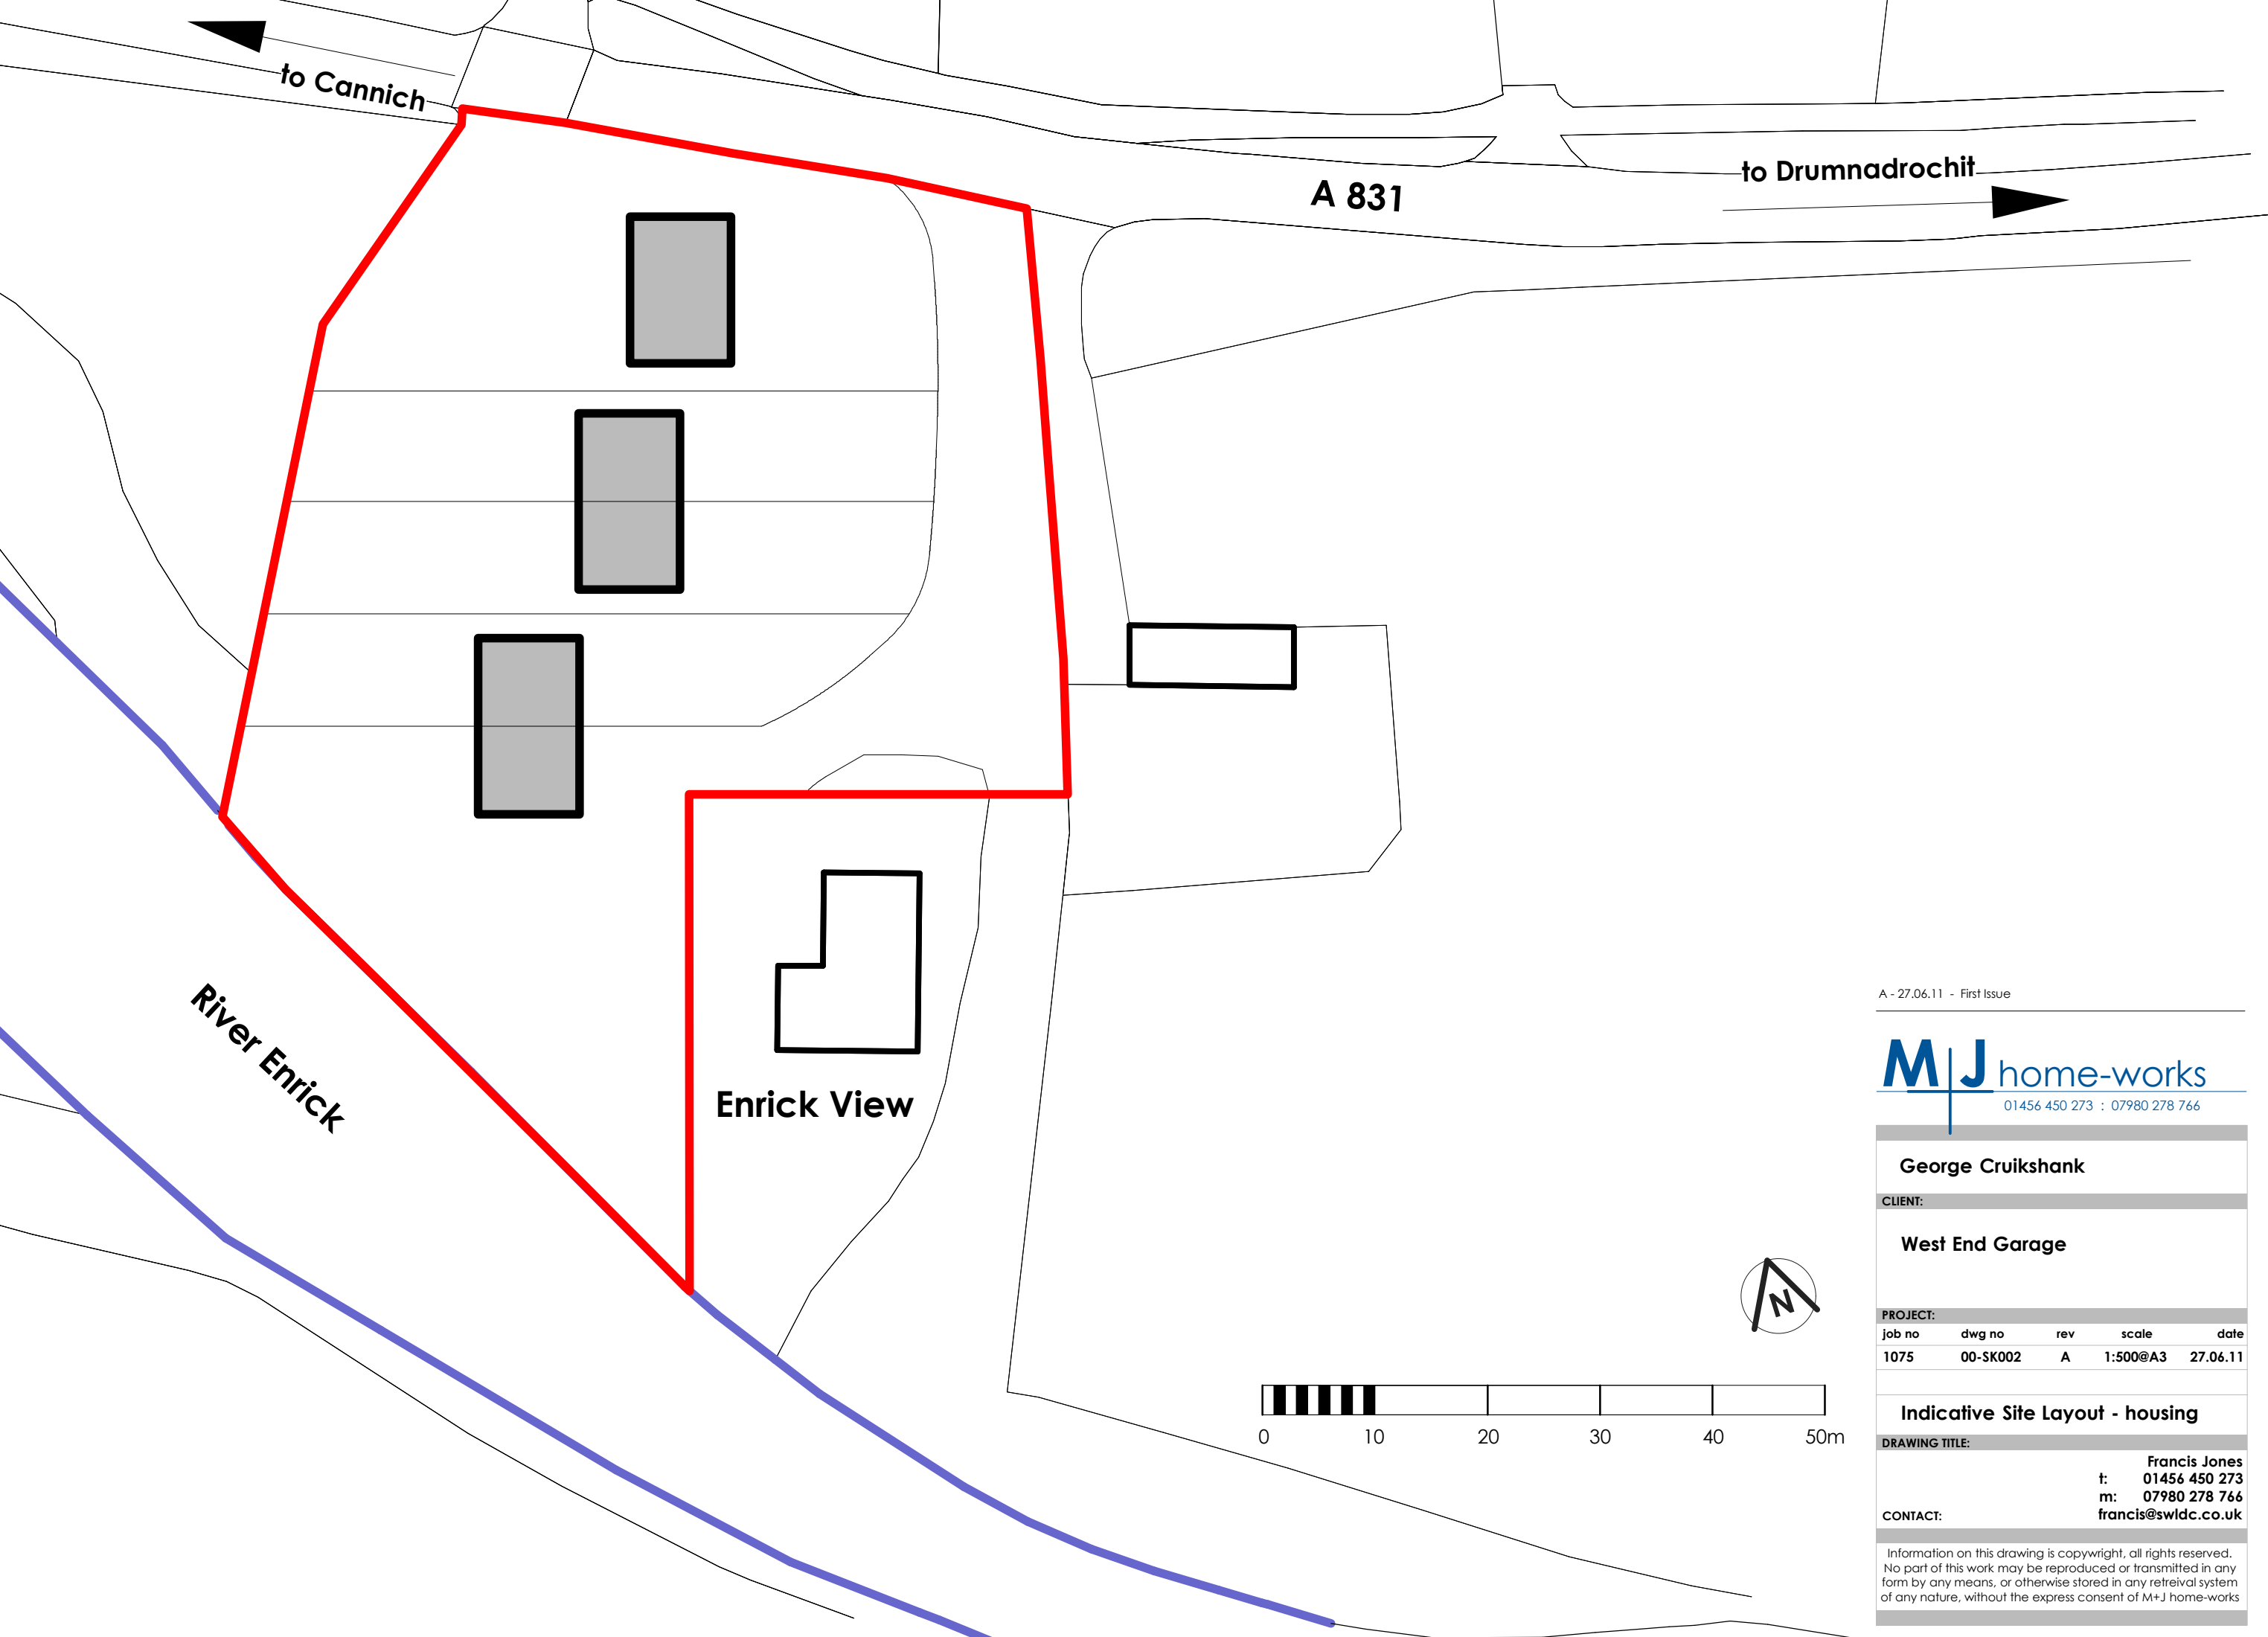 to Cannich
A 831
to Drumnadrochit
River Enrick
Enrick View
N
0 10 20 30 40 50m
A - 27.06.11 - First Issue
M+J home-works
01456 450 273 : 07980 278 766
George Cruikshank
CLIENT:
West End Garage
PROJECT:
job no dwg no rev scale date
1075 00-SK002 A 1:500@A3 27.06.11
Indicative Site Layout - housing
DRAWING TITLE:
Francis Jones
t: 01456 450 273
m: 07980 278 766
CONTACT: francis@swldc.co.uk
Information on this drawing is copywright, all rights reserved.
No part of this work may be reproduced or transmitted in any
form by any means, or otherwise stored in any retreival system
of any nature, without the express consent of M+J home-works